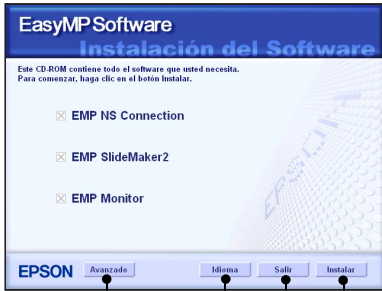 EasyMP Software
Instalación del Software
Este CD-ROM contiene todo el software que usted necesita.
Para comenzar, haga clic en el botón Instalar.
EMP NS Connection
EMP SlideMaker2
EMP Monitor
EPSON
EPSON Avanzado Idioma Salir Instalar